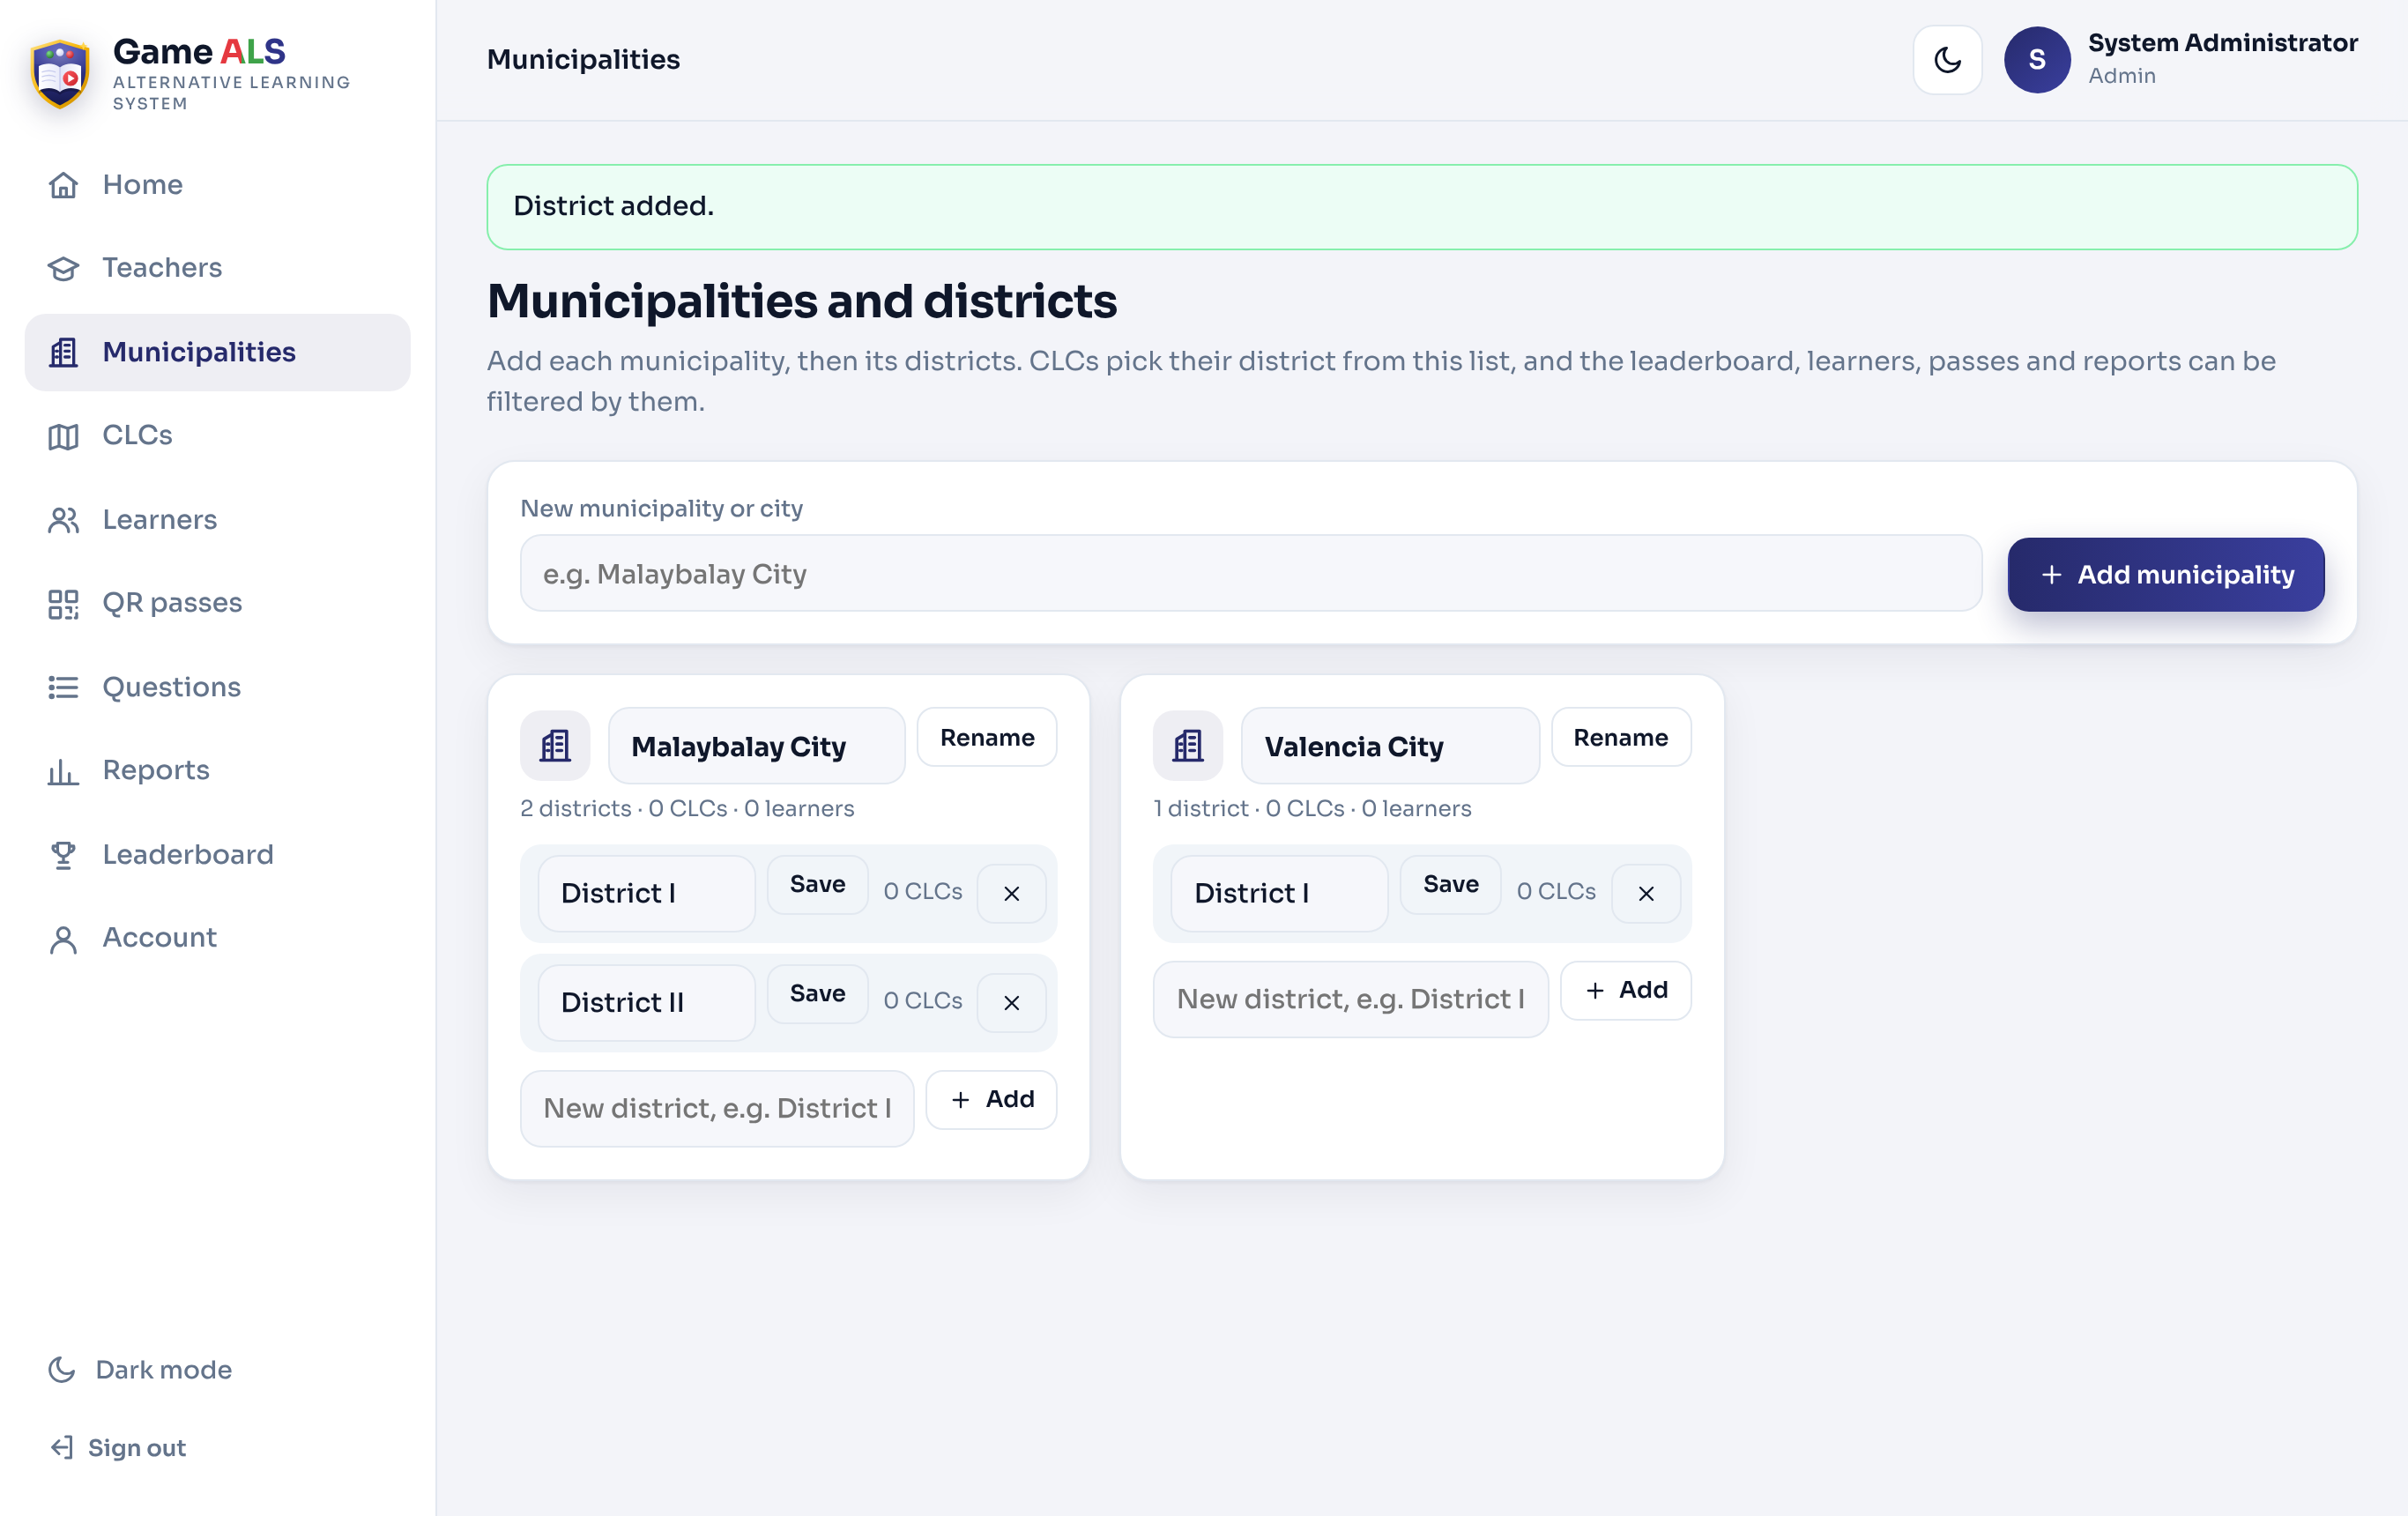 Game ALS
ALTERNATIVE LEARNING
SYSTEM
Home
Teachers
Municipalities
CLCs
Learners
QR passes
Questions
Reports
Leaderboard
Account
Dark mode
Sign out
Municipalities
S
System Administrator
Admin
District added.
Municipalities and districts
Add each municipality, then its districts. CLCs pick their district from this list, and the leaderboard, learners, passes and reports can be
filtered by them.
New municipality or city
e.g. Malaybalay City
Add municipality
Malaybalay City
Rename
2 districts · 0 CLCs · 0 learners
District I
Save
0 CLCs
District II
Save
0 CLCs
New district, e.g. District I
Add
Valencia City
Rename
1 district · 0 CLCs · 0 learners
District I
Save
0 CLCs
New district, e.g. District I
Add